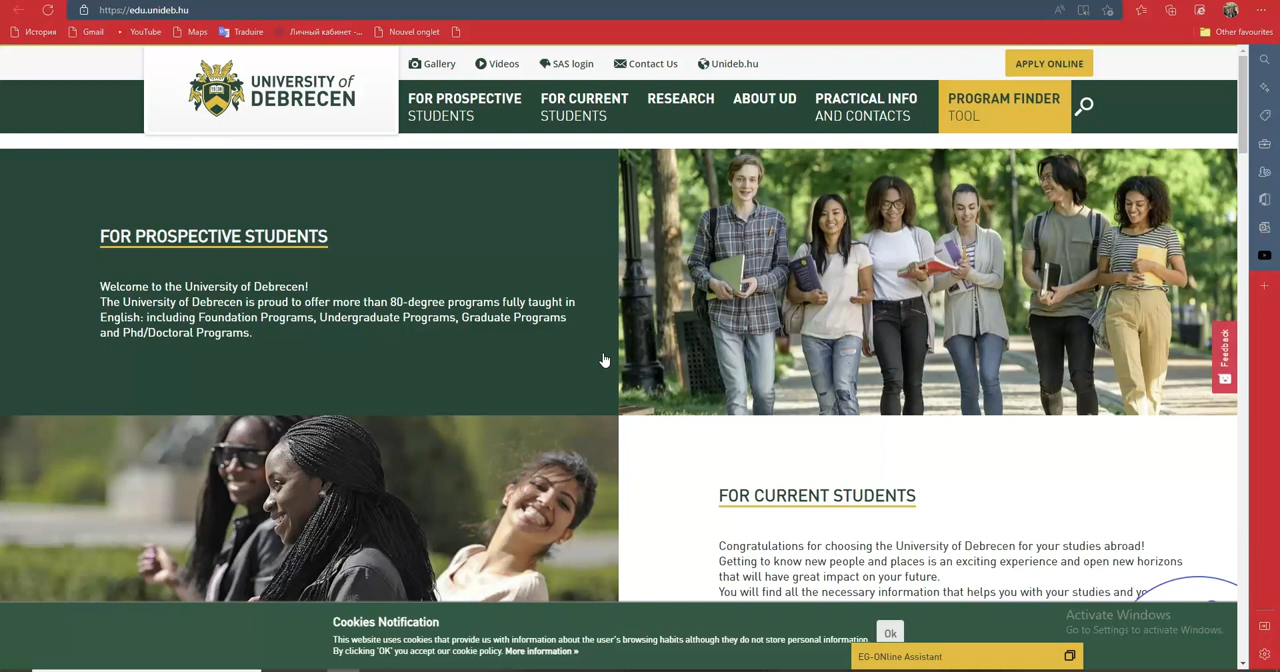 https://edu.unideb.hu
История Gmail YouTube Maps Traduire Личный кабинет -... Nouvel onglet Other favourites
Gallery Videos SAS login Contact Us Unideb.hu APPLY ONLINE
UNIVERSITY of
DEBRECEN
FOR PROSPECTIVE
STUDENTS
FOR CURRENT
STUDENTS
RESEARCH
ABOUT UD
PRACTICAL INFO
AND CONTACTS
PROGRAM FINDER
TOOL
FOR PROSPECTIVE STUDENTS
Welcome to the University of Debrecen!
The University of Debrecen is proud to offer more than 80-degree programs fully taught in
English: including Foundation Programs, Undergraduate Programs, Graduate Programs
and Phd/Doctoral Programs.
Feedback
FOR CURRENT STUDENTS
Congratulations for choosing the University of Debrecen for your studies abroad!
Getting to know new people and places is an exciting experience and open new horizons
that will have great impact on your future.
You will find all the necessary information that helps you with your studies and
Cookies Notification
This website uses cookies that provide us with information about the user's browsing habits although they do not store personal information.
By clicking 'OK' you accept our cookie policy. More information »
Ok
Activate Windows
Go to Settings to activate Windows.
EG-ONline Assistant